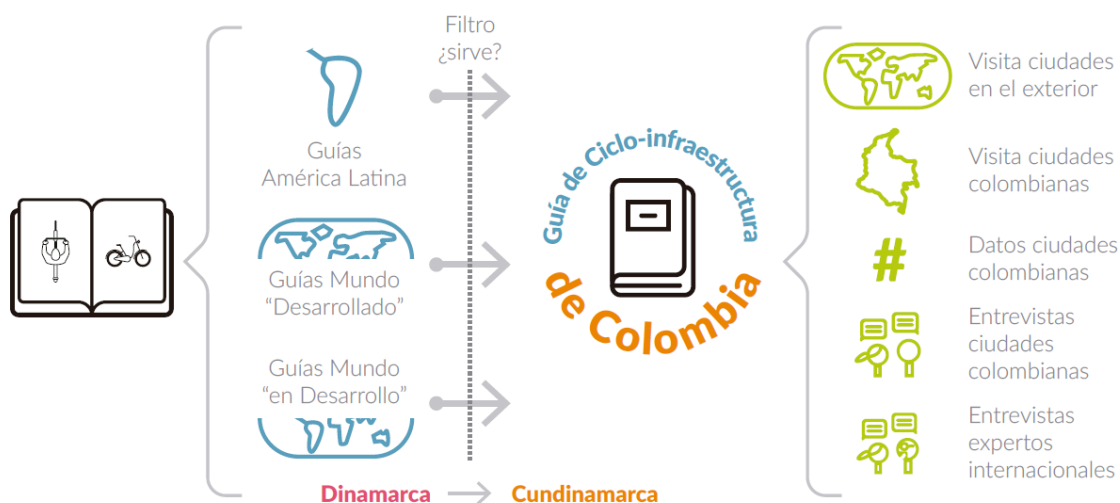 Filtro
¿sirve?
Guías
América Latina
Guías Mundo
“Desarrollado”
Guías Mundo
“en Desarrollo”
Dinamarca
Cundinamarca
Guía de Ciclo-infraestructura
de Colombia
Visita ciudades
en el exterior
Visita ciudades
colombianas
#
Datos ciudades
colombianas
Entrevistas
ciudades
colombianas
Entrevistas
expertos
internacionales